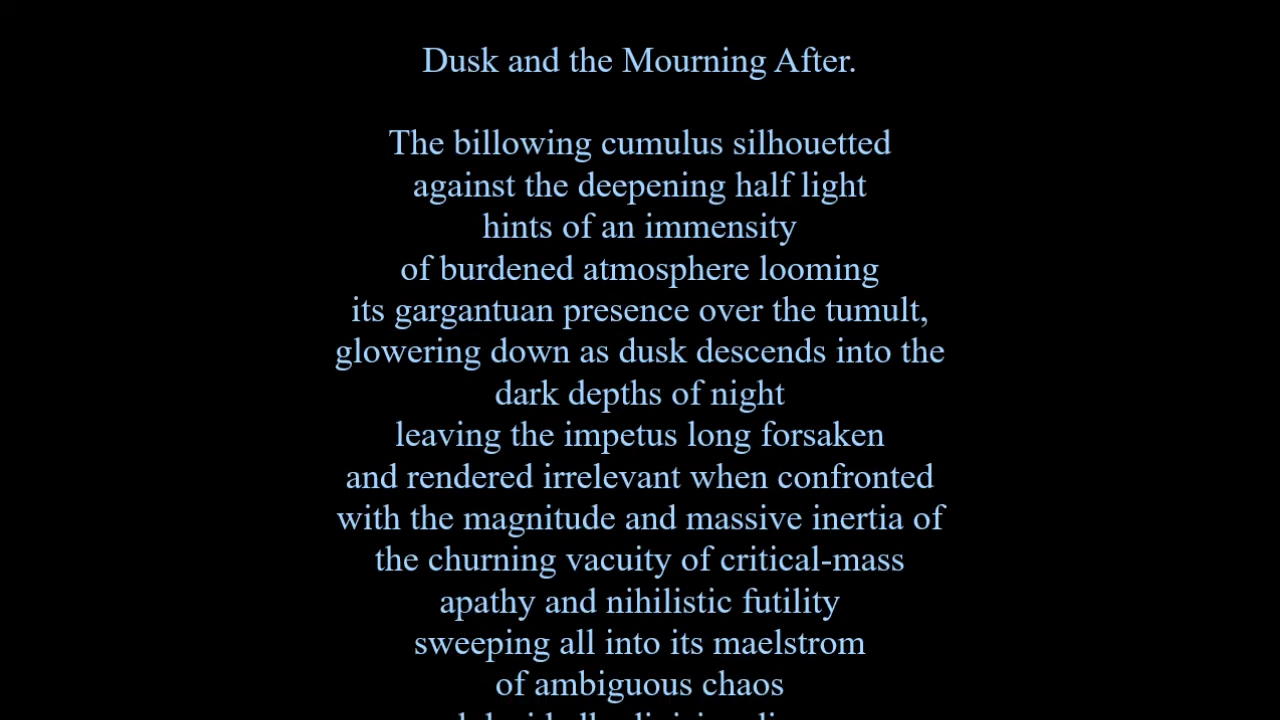 Dusk and the Mourning After.
The billowing cumulus silhouetted
against the deepening half light
hints of an immensity
of burdened atmosphere looming
its gargantuan presence over the tumult,
glowering down as dusk descends into the
dark depths of night
leaving the impetus long forsaken
and rendered irrelevant when confronted
with the magnitude and massive inertia of
the churning vacuity of critical-mass
apathy and nihilistic futility
sweeping all into its maelstrom
of ambiguous chaos